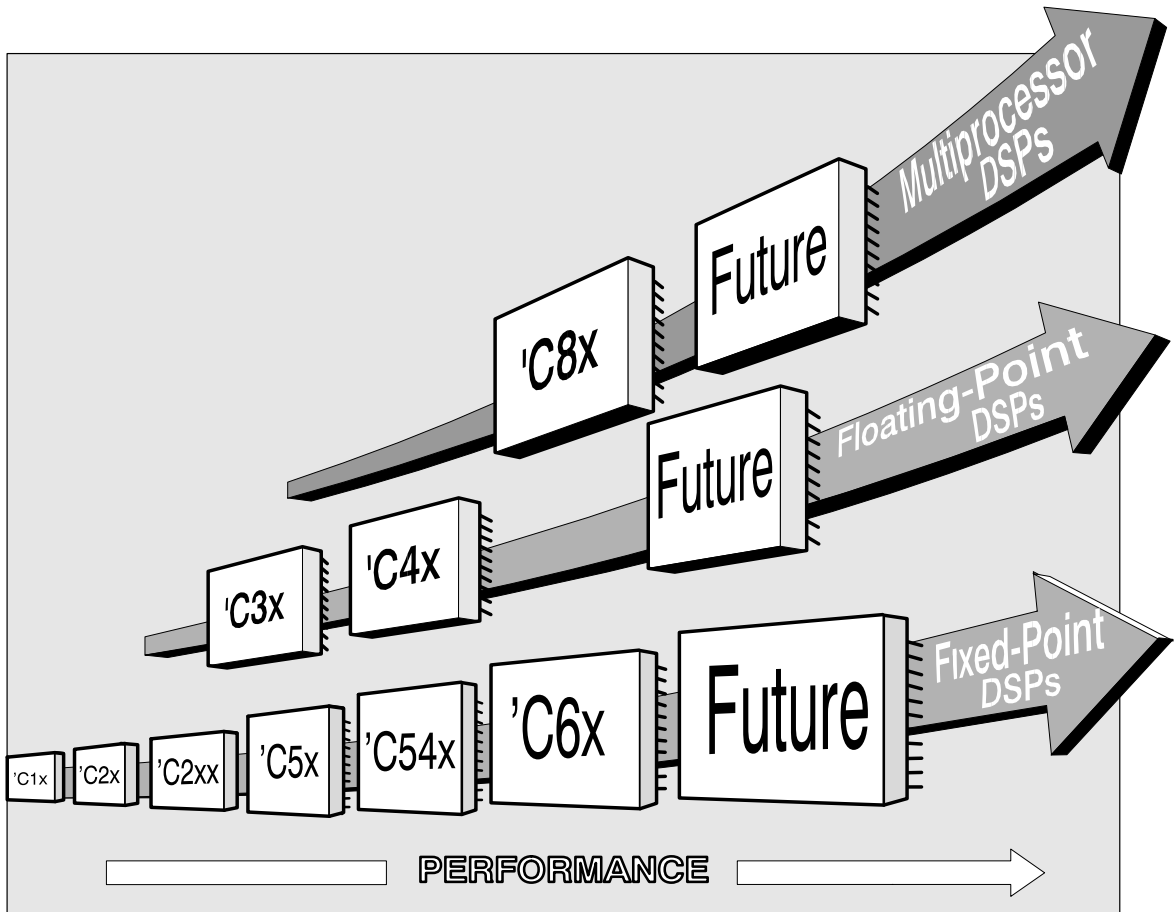 Multiprocessor
DSPs
Future
'C8x
Floating-Point
DSPs
Future
'C4x
'C3x
Fixed-Point
DSPs
’C1x
’C2x
’C2xx
’C5x
’C54x
’C6x
Future
PERFORMANCE